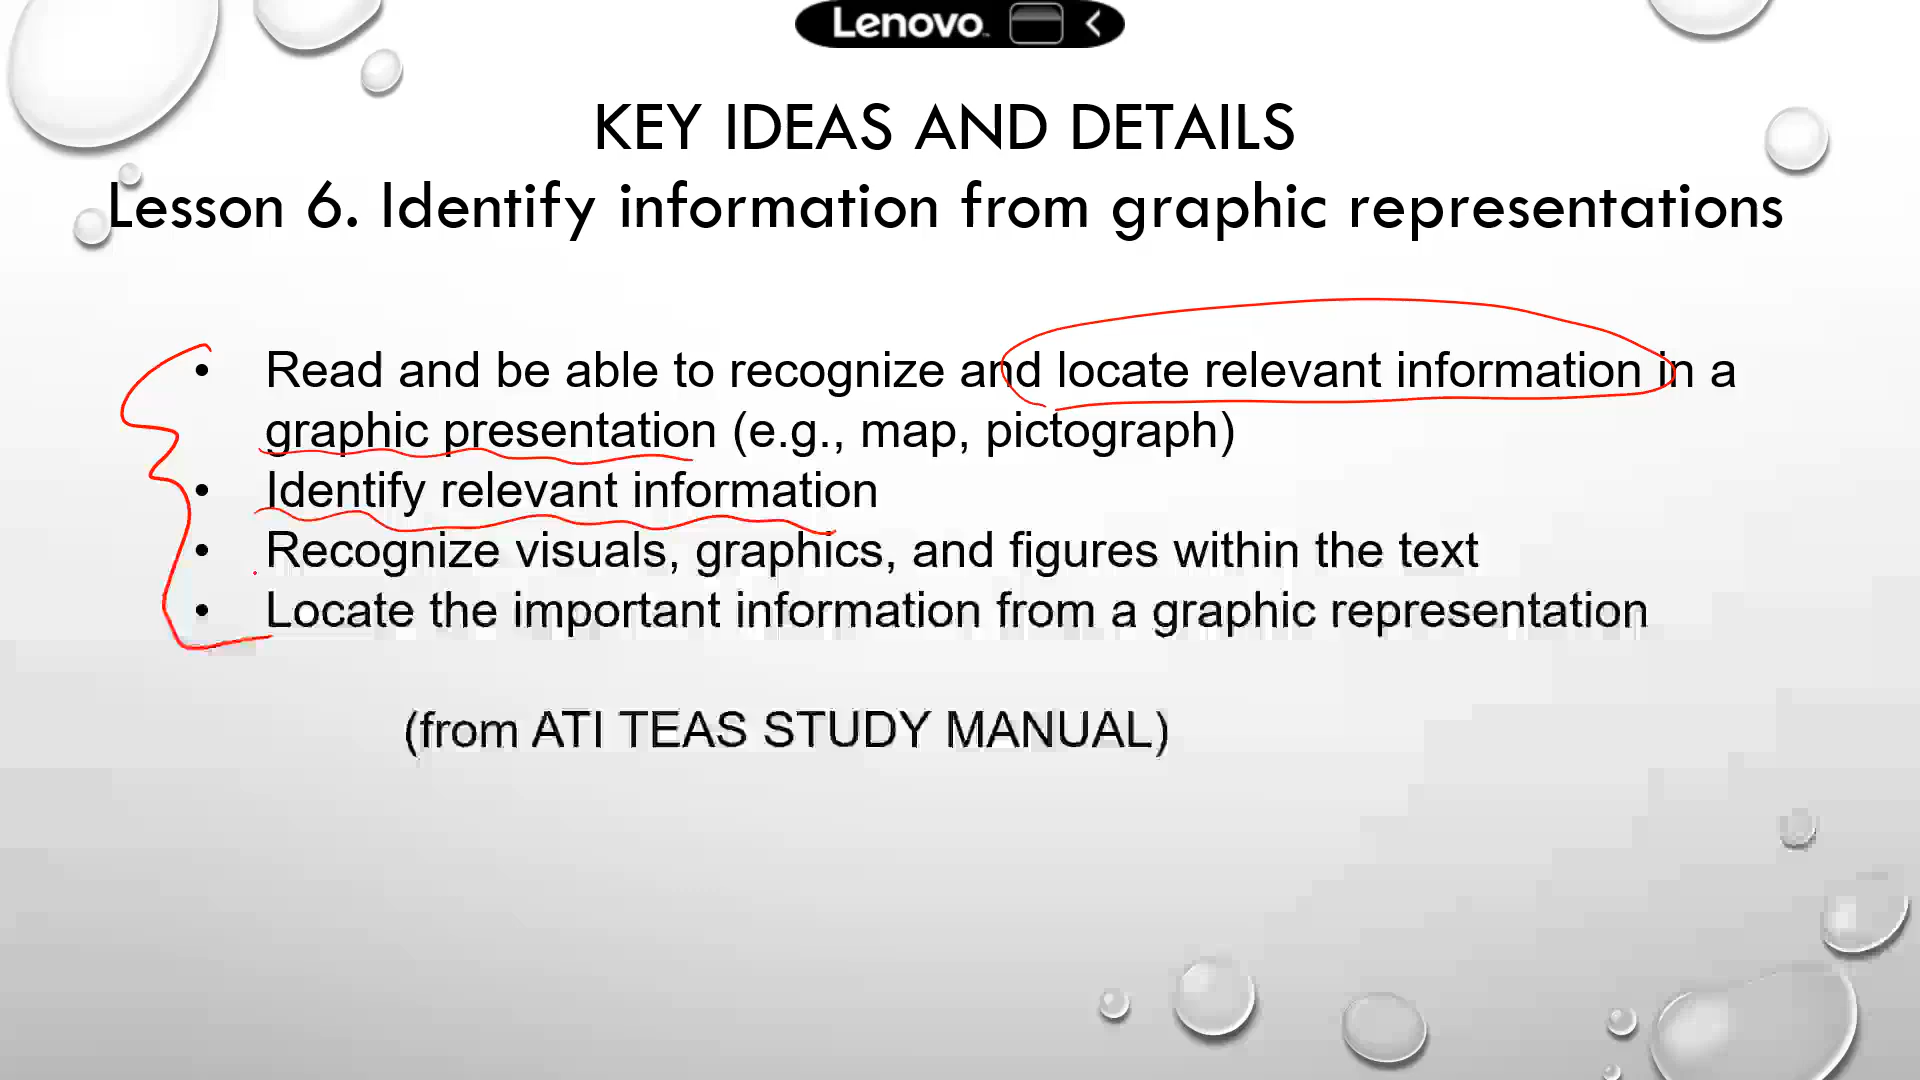 Lenovo
KEY IDEAS AND DETAILS
Lesson 6. Identify information from graphic representations
• Read and be able to recognize and locate relevant information in a
graphic presentation (e.g., map, pictograph)
• Identify relevant information
• Recognize visuals, graphics, and figures within the text
• Locate the important information from a graphic representation
(from ATI TEAS STUDY MANUAL)